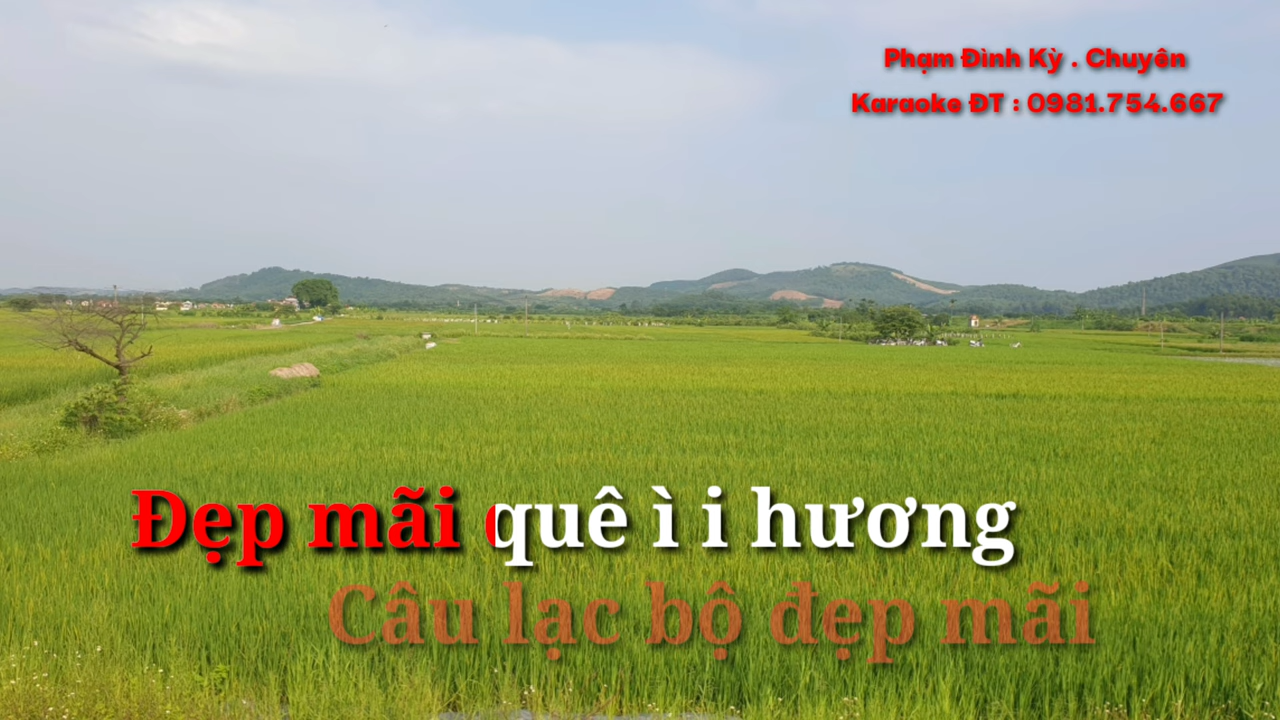 Phạm Đình Kỳ . Chuyên
Karaoke ĐT : 0981.754.667
Đẹp mãi quê ì i hương
Câu lạc bộ đẹp mãi